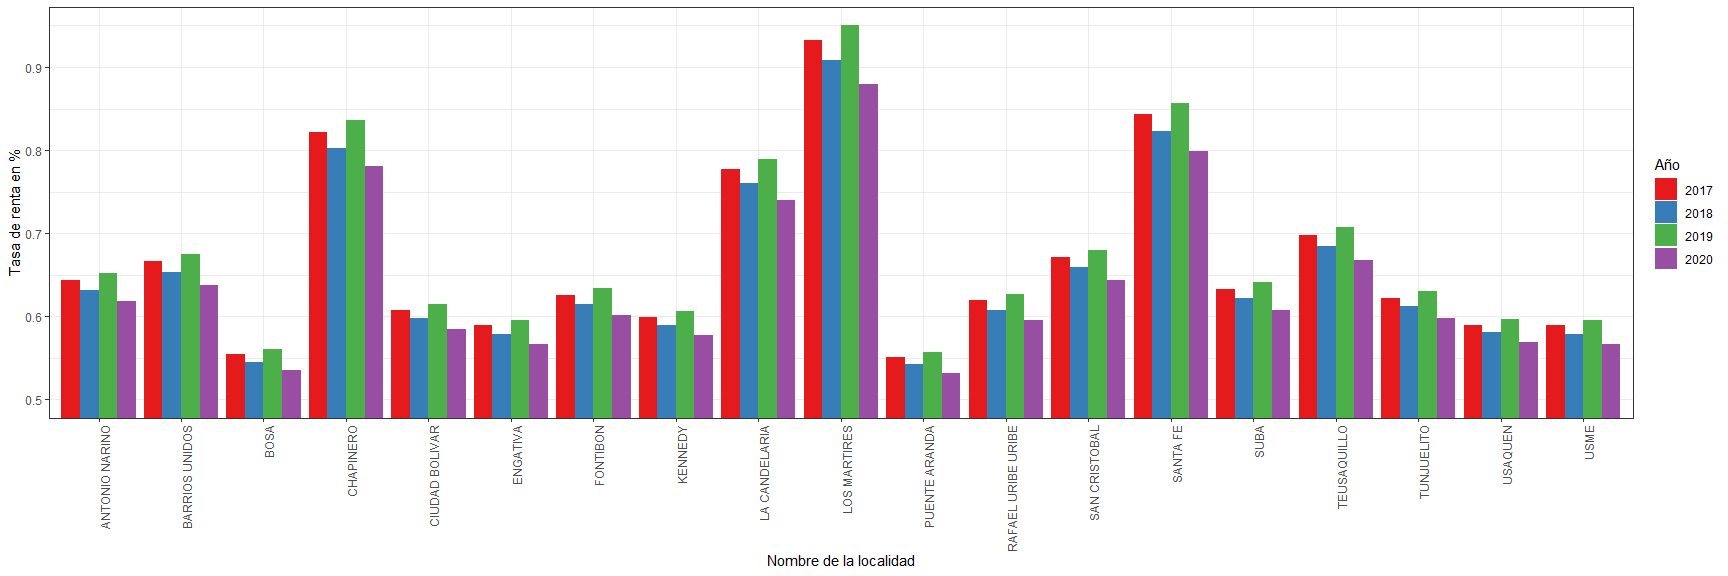 Tasa de renta en %
0.9
0.8
0.7
0.6
0.5
ANTONIO NARINO
BARRIOS UNIDOS
BOSA
CHAPINERO
CIUDAD BOLIVAR
ENGATIVA
FONTIBON
KENNEDY
LA CANDELARIA
LOS MARTIRES
PUENTE ARANDA
RAFAEL URIBE URIBE
SAN CRISTOBAL
SANTA FE
SUBA
TEUSAQUILLO
TUNJUELITO
USAQUEN
USME
Nombre de la localidad
Año
2017
2018
2019
2020